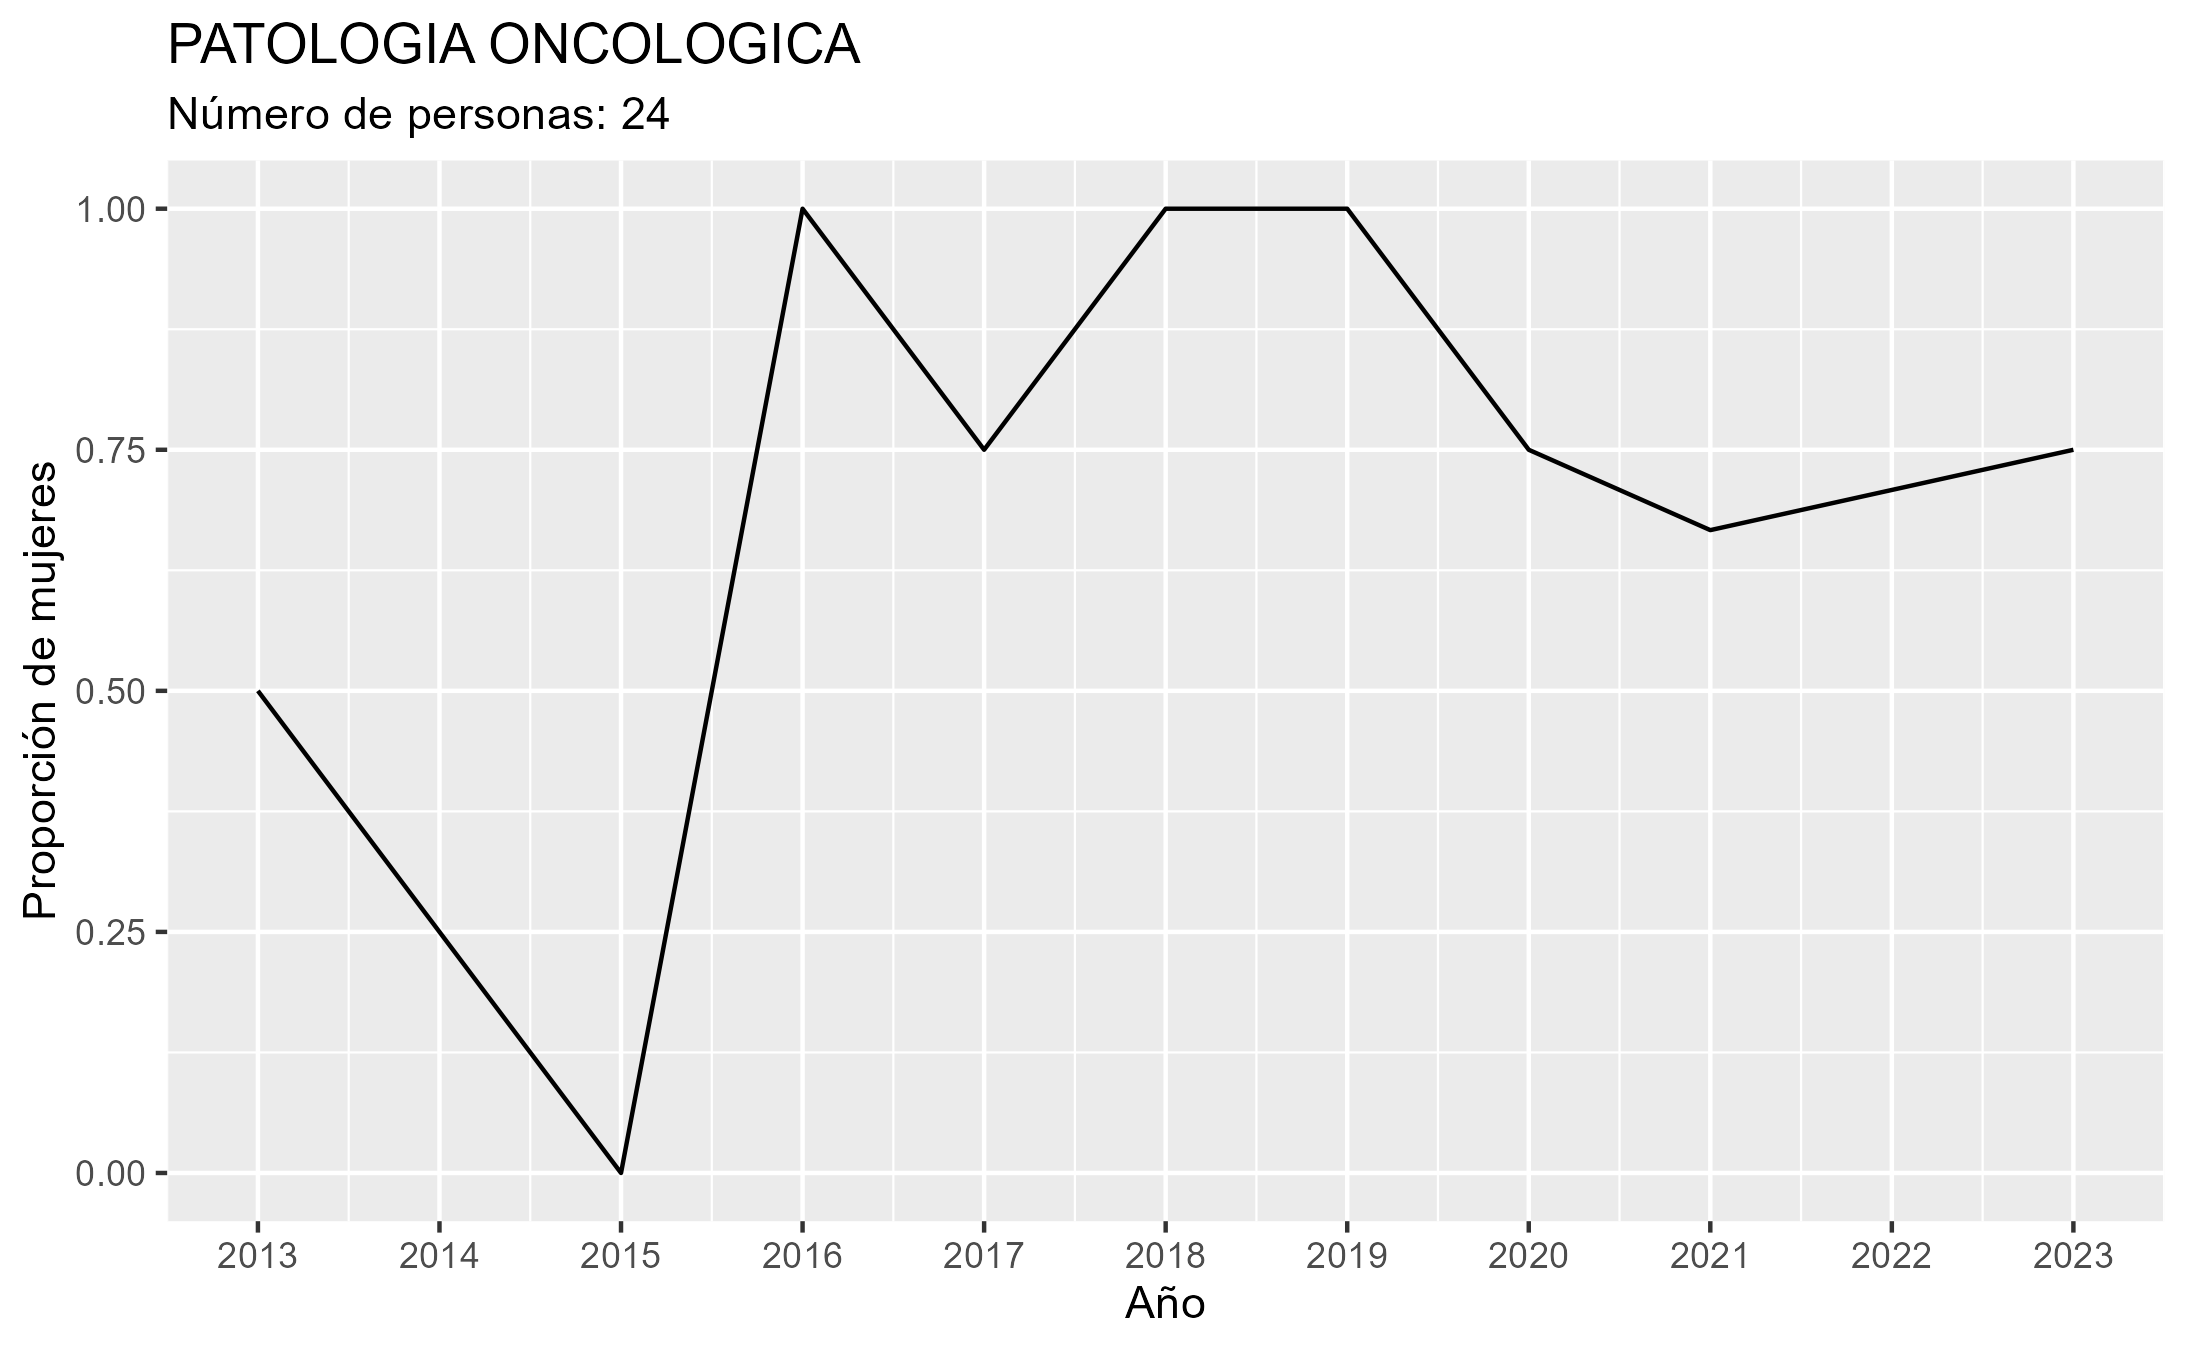 PATOLOGIA ONCOLOGICA
Número de personas: 24
Proporción de mujeres
1.00
0.75
0.50
0.25
0.00
2013 2014 2015 2016 2017 2018 2019 2020 2021 2022 2023
Año